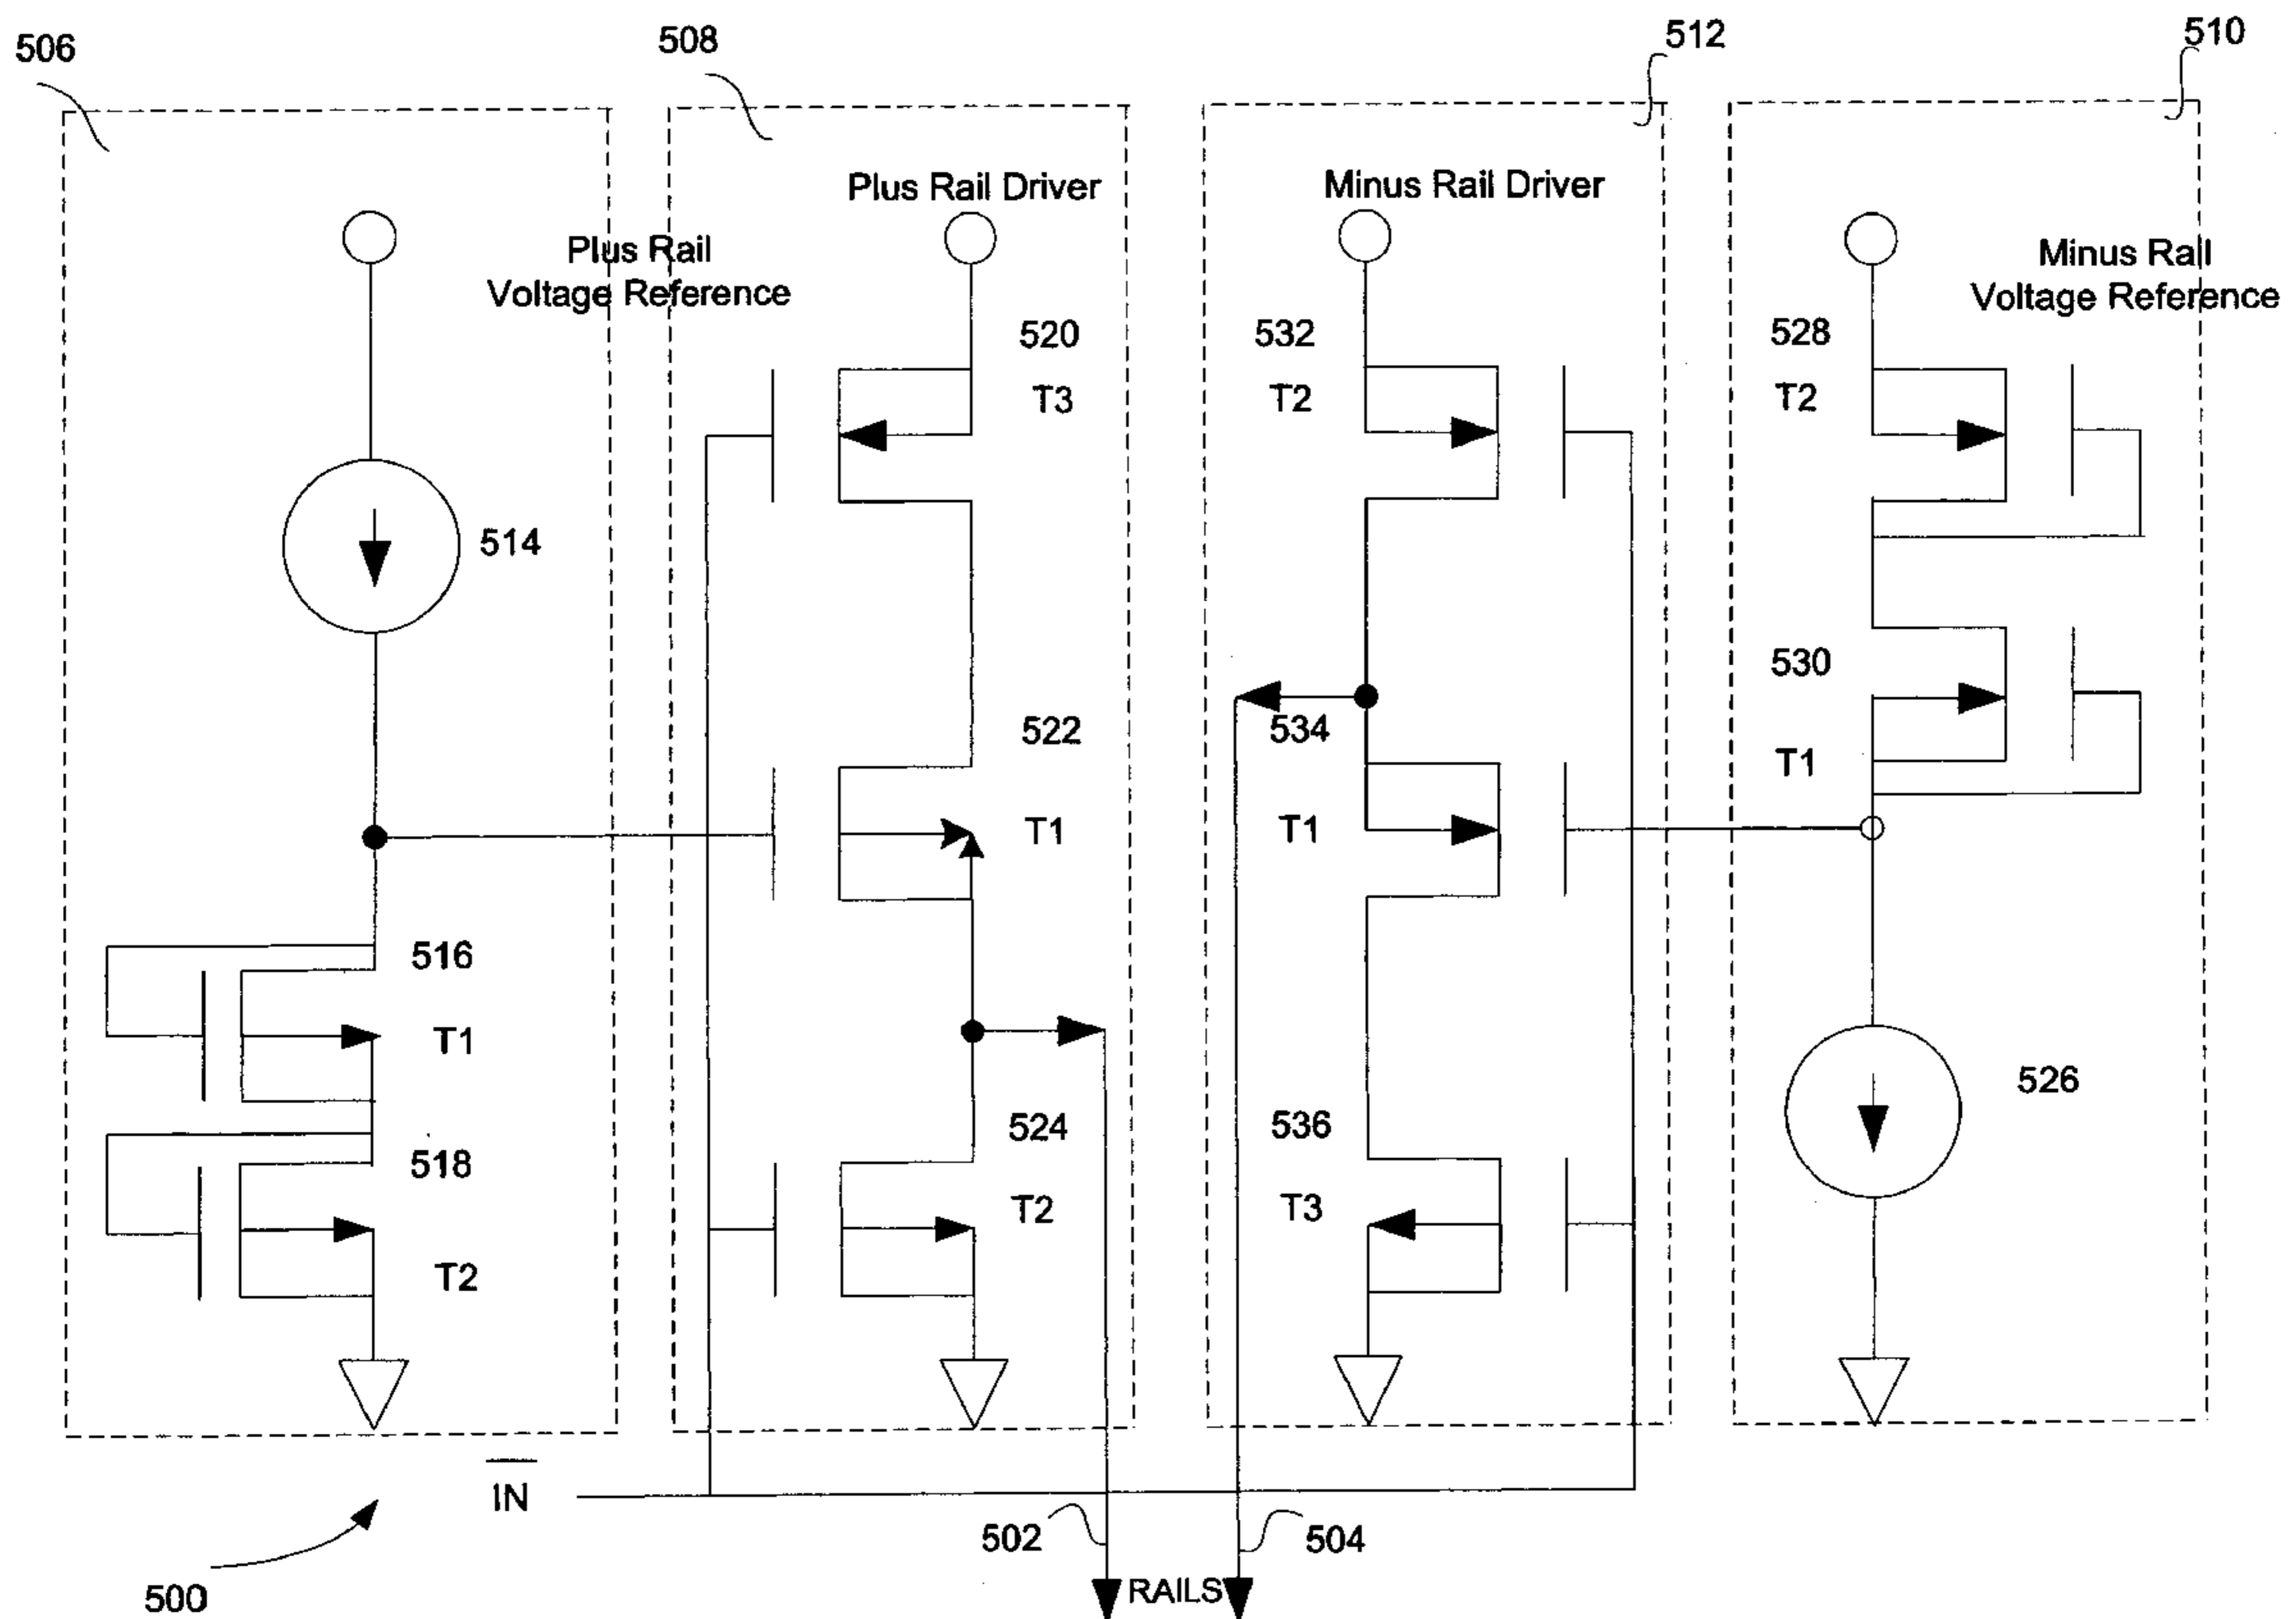 506
508
512
510
Plus Rail Driver
Minus Rail Driver
Plus Rail
Voltage Reference
Minus Rail
Voltage Reference
520
T3
532
T2
528
T2
514
522
T1
534
T1
530
T1
516
T1
518
T2
524
T2
536
T3
526
IN
502
504
RAILS
500